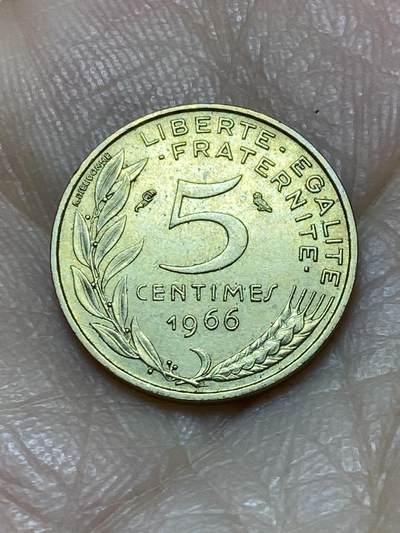 LIBERTE · EGALITE
· FRATERNITE ·
5
CENTIMES
1966